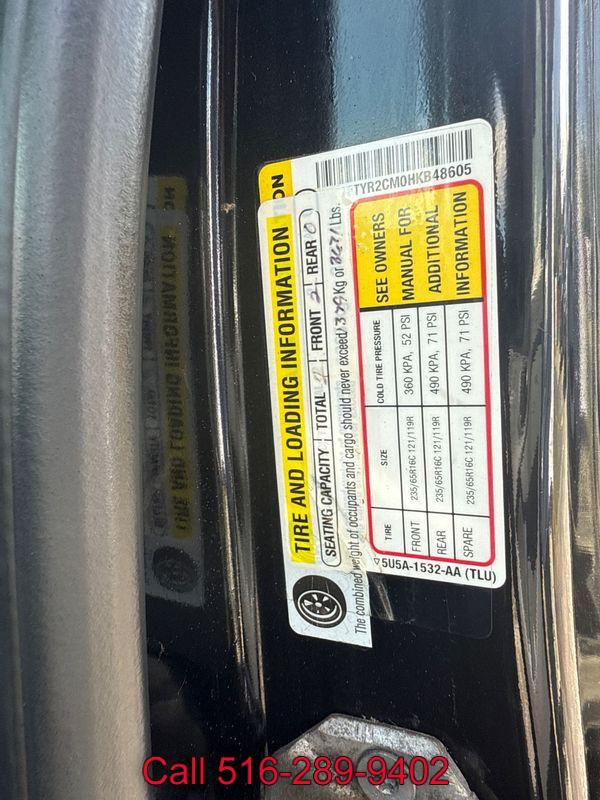 TYR2CM0HKB48605
TIRE AND LOADING INFORMATION
SEATING CAPACITY TOTAL 2 FRONT 2 REAR 0
The combined weight of occupants and cargo should never exceed Kg or Lbs.
TIRE SIZE COLD TIRE PRESSURE SEE OWNERS
FRONT 235/65R16C 121/119R 360 KPA, 52 PSI MANUAL FOR
REAR 235/65R16C 121/119R 490 KPA, 71 PSI ADDITIONAL
SPARE 235/65R16C 121/119R 490 KPA, 71 PSI INFORMATION
5U5A-1532-AA (TLU)
Call 516-289-9402